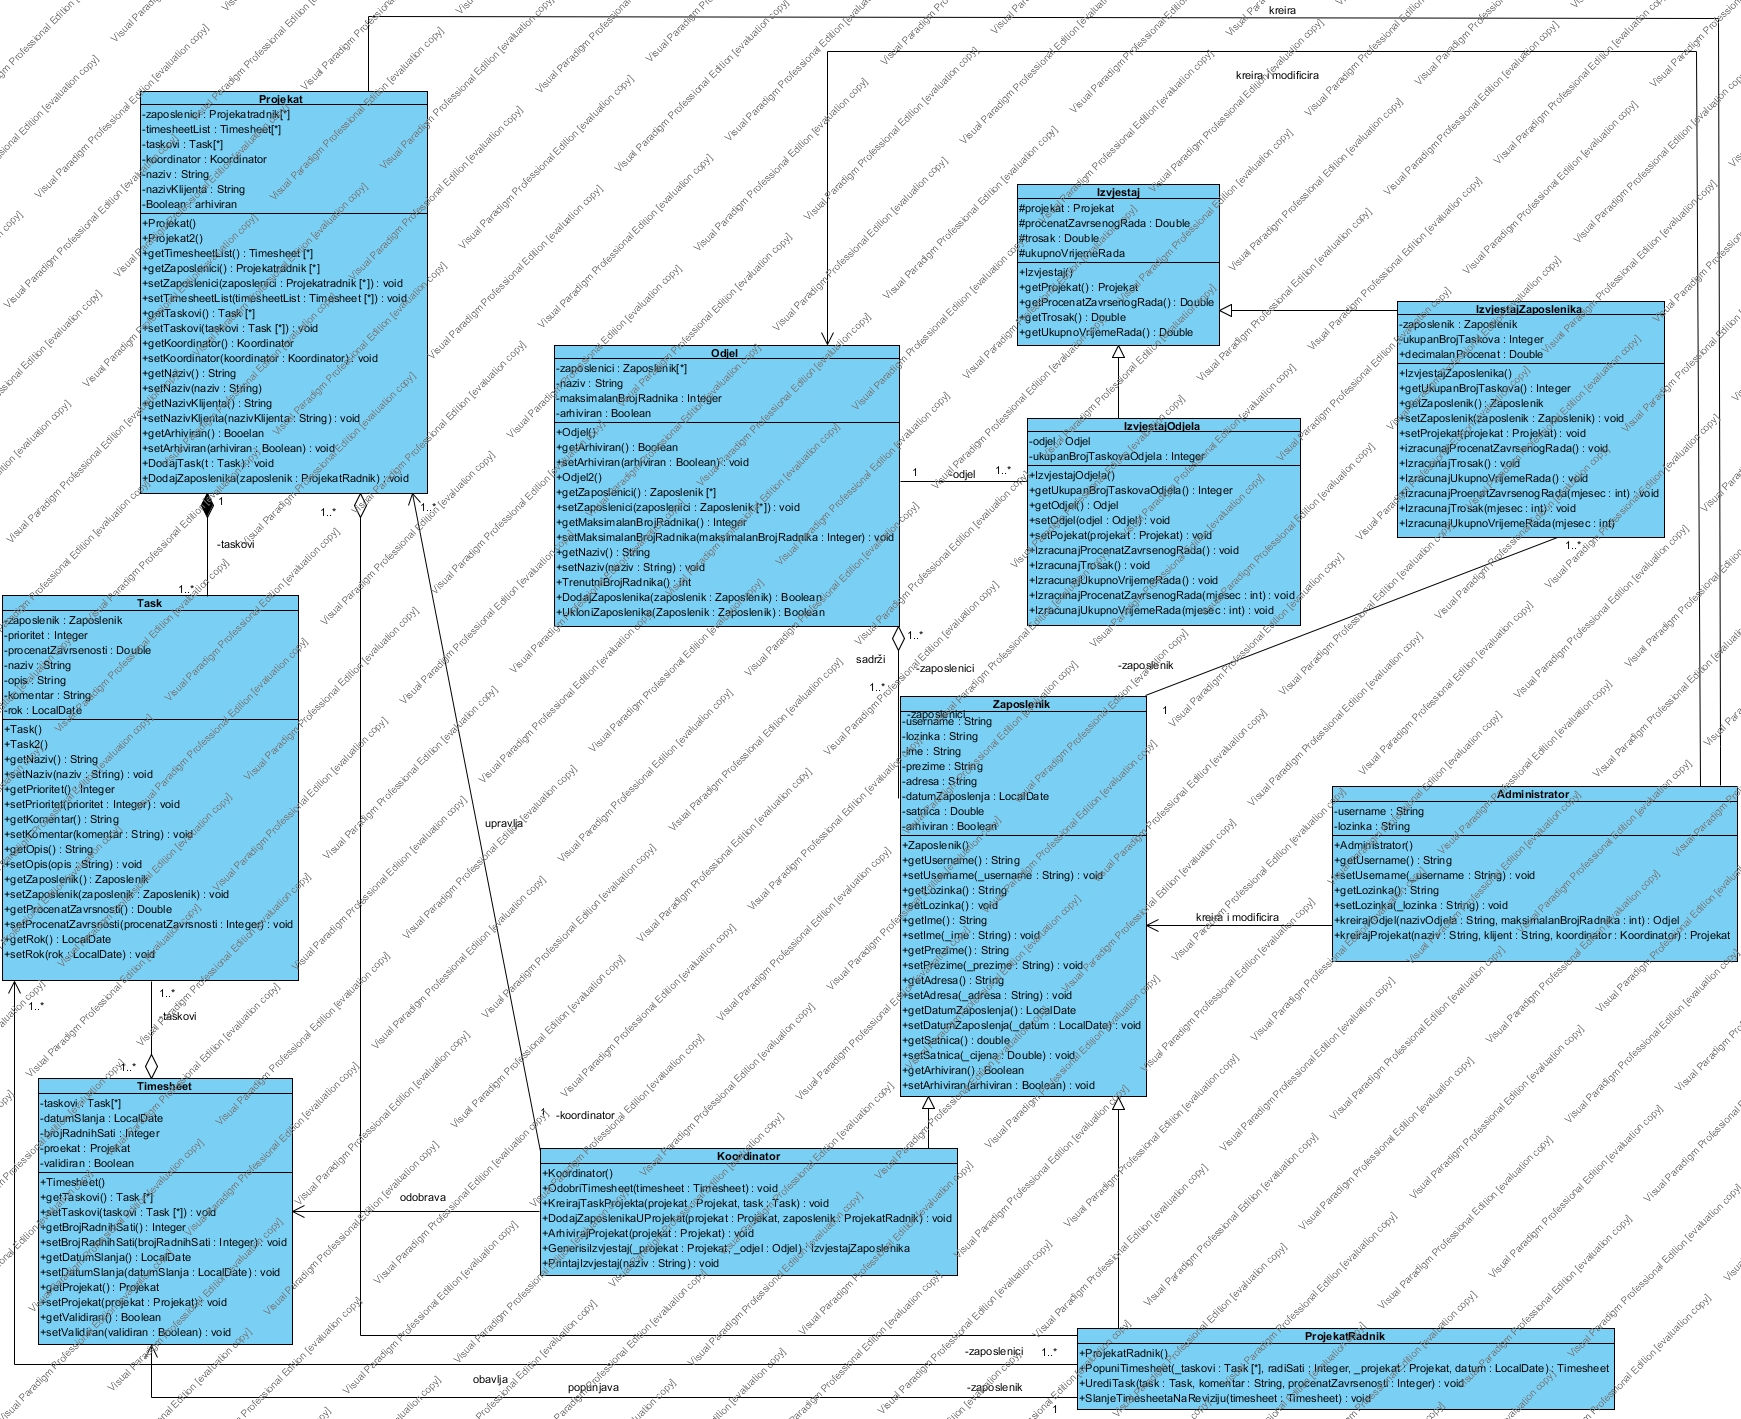 kreira
kreira i modificira
Projekat
-zaposlenici : Projekatradnik[*]
-timesheetList : Timesheet[*]
-taskovi : Task[*]
-koordinator : Koordinator
-naziv : String
-nazivKlijenta : String
-Boolean : arhiviran
+Projekat()
+Projekat2()
+getTimesheetList() : Timesheet [*]
+getZaposlenici() : Projekatradnik [*]
+setZaposlenici(zaposlenici : Projekatradnik [*]) : void
+setTimesheetList(timesheetList : Timesheet [*]) : void
+getTaskovi() : Task [*]
+setTaskovi(taskovi : Task [*]) : void
+getKoordinator() : Koordinator
+setKoordinator(koordinator : Koordinator) : void
+getNaziv() : String
+setNaziv(naziv : String)
+getNazivKlijenta() : String
+setNazivKlijenta(nazivKlijenta : String) : void
+getArhiviran() : Booelan
+setArhiviran(arhiviran : Boolean) : void
+DodajTask(t : Task) : void
+DodajZaposlenika(zaposlenik : ProjekatRadnik) : void
Izvjestaj
#projekat : Projekat
#procenatZavrsenogRada : Double
#trosak : Double
#ukupnoVrijemeRada
+Izvjestaj()
+getProjekat() : Projekat
+getProcenatZavrsenogRada() : Double
+getTrosak() : Double
+getUkupnoVrijemeRada() : Double
IzvjestajZaposlenika
-zaposlenik : Zaposlenik
-ukupanBrojTaskova : Integer
+decimalanProcenat : Double
+IzvjestajZaposlenika()
+getUkupanBrojTaskova() : Integer
+getZaposlenik() : Zaposlenik
+setZaposlenik(zaposlenik : Zaposlenik) : void
+setProjekat(projekat : Projekat) : void
+izracunajProcenatZavrsenogRada() : void
+IzracunajTrosak() : void
+IzracunajUkupnoVrijemeRada() : void
+izracunajProenatZavrsenogRada(mjesec : int) : void
+IzracunajTrosak(mjesec : int) : void
+IzracunajUkupnoVrijemeRada(mjesec : int)
Odjel
-zaposlenici : Zaposlenik[*]
-naziv : String
-maksimalanBrojRadnika : Integer
-arhiviran : Boolean
+Odjel()
+getArhiviran() : Boolean
+setArhiviran(arhiviran : Boolean) : void
+Odjel2()
+getZaposlenici() : Zaposlenik [*]
+setZaposlenici(zaposlenici : Zaposlenik [*]) : void
+getMaksimalanBrojRadnika() : Integer
+setMaksimalanBrojRadnika(maksimalanBrojRadnika : Integer) : void
+getNaziv() : String
+setNaziv(naziv : String) : void
+TrenutniBrojRadnika() : int
+DodajZaposlenika(zaposlenik : Zaposlenik) : Boolean
+UkloniZaposlenika(Zaposlenik : Zaposlenik) : Boolean
1
-odjel
1..*
IzvjestajOdjela
-odjel : Odjel
-ukupanBrojTaskovaOdjela : Integer
+IzvjestajOdjela()
+getUkupanBrojTaskovaOdjela() : Integer
+getOdjel() : Odjel
+setOdjel(odjel : Odjel) : void
+setPojekat(projekat : Projekat) : void
+IzracunajProcenatZavrsenogRada() : void
+IzracunajTrosak() : void
+IzracunajUkupnoVrijemeRada() : void
+IzracunajProcenatZavrsenogRada(mjesec : int) : void
+IzracunajUkupnoVrijemeRada(mjesec : int) : void
1
-taskovi
1..*
1..*
1..*
1..*
sadrži
-zaposlenici
1..*
1..*
-zaposlenik
1
Task
-zaposlenik : Zaposlenik
-prioritet : Integer
-procenatZavrsenosti : Double
-naziv : String
-opis : String
-komentar : String
-rok : LocalDate
+Task()
+Task2()
+getNaziv() : String
+setNaziv(naziv : String) : void
+getPrioritet() : Integer
+setPrioritet(prioritet : Integer) : void
+getKomentar() : String
+setKomentar(komentar : String) : void
+getOpis() : String
+setOpis(opis : String) : void
+getZaposlenik() : Zaposlenik
+setZaposlenik(zaposlenik : Zaposlenik) : void
+getProcenatZavrsnosti() : Double
+setProcenatZavrsnosti(procenatZavrsnosti : Integer) : void
+getRok() : LocalDate
+setRok(rok : LocalDate) : void
upravlja
Zaposlenik
-zaposlenici
-username : String
-lozinka : String
-ime : String
-prezime : String
-adresa : String
-datumZaposlenja : LocalDate
-satnica : Double
-arhiviran : Boolean
+Zaposlenik()
+getUsername() : String
+setUsername(_username : String) : void
+getLozinka() : String
+setLozinka() : void
+getIme() : String
+setIme(_ime : String) : void
+getPrezime() : String
+setPrezime(_prezime : String) : void
+getAdresa() : String
+setAdresa(_adresa : String) : void
+getDatumZaposlenja() : LocalDate
+setDatumZaposlenja(_datum : LocalDate) : void
+getSatnica() : double
+setSatnica(_cijena : Double) : void
+getArhiviran() : Boolean
+setArhiviran(arhiviran : Boolean) : void
kreira i modificira
Administrator
-username : String
-lozinka : String
+Administrator()
+getUsername() : String
+setUsername(_username : String) : void
+getLozinka() : String
+setLozinka(_lozinka : String) : void
+kreirajOdjel(nazivOdjela : String, maksimalanBrojRadnika : int) : Odjel
+kreirajProjekat(naziv : String, klijent : String, koordinator : Koordinator) : Projekat
1..*
1..*
-taskovi
1..*
Timesheet
-taskovi : Task[*]
-datumSlanja : LocalDate
-brojRadnihSati : Integer
-proekat : Projekat
-validiran : Boolean
+Timesheet()
+getTaskovi() : Task [*]
+setTaskovi(taskovi : Task [*]) : void
+getBrojRadnihSati() : Integer
+setBrojRadnihSati(brojRadnihSati : Integer) : void
+getDatumSlanja() : LocalDate
+setDatumSlanja(datumSlanja : LocalDate) : void
+getProjekat() : Projekat
+setProjekat(projekat : Projekat) : void
+getValidiran() : Boolean
+setValidiran(validiran : Boolean) : void
1
-koordinator
odobrava
Koordinator
+Koordinator()
+OdobriTimesheet(timesheet : Timesheet) : void
+KreirajTaskProjekta(projekat : Projekat, task : Task) : void
+DodajZaposlenikaUProjekat(projekat : Projekat, zaposlenik : ProjekatRadnik) : void
+ArhivirajProjekat(projekat : Projekat) : void
+GenerisiIzvjestaj(_projekat : Projekat, _odjel : Odjel) : IzvjestajZaposlenika
+PrintajIzvjestaj(naziv : String) : void
-zaposlenici
1..*
obavlja
popunjava
-zaposlenik
1
ProjekatRadnik
+ProjekatRadnik()
+PopuniTimesheet(_taskovi : Task [*], radiSati : Integer, _projekat : Projekat, datum : LocalDate) : Timesheet
+UrediTask(task : Task, komentar : String, procenatZavrsenosti : Integer) : void
+SlanjeTimesheetaNaReviziju(timesheet : Timesheet) : void
Visual Paradigm Professional Edition [evaluation copy]